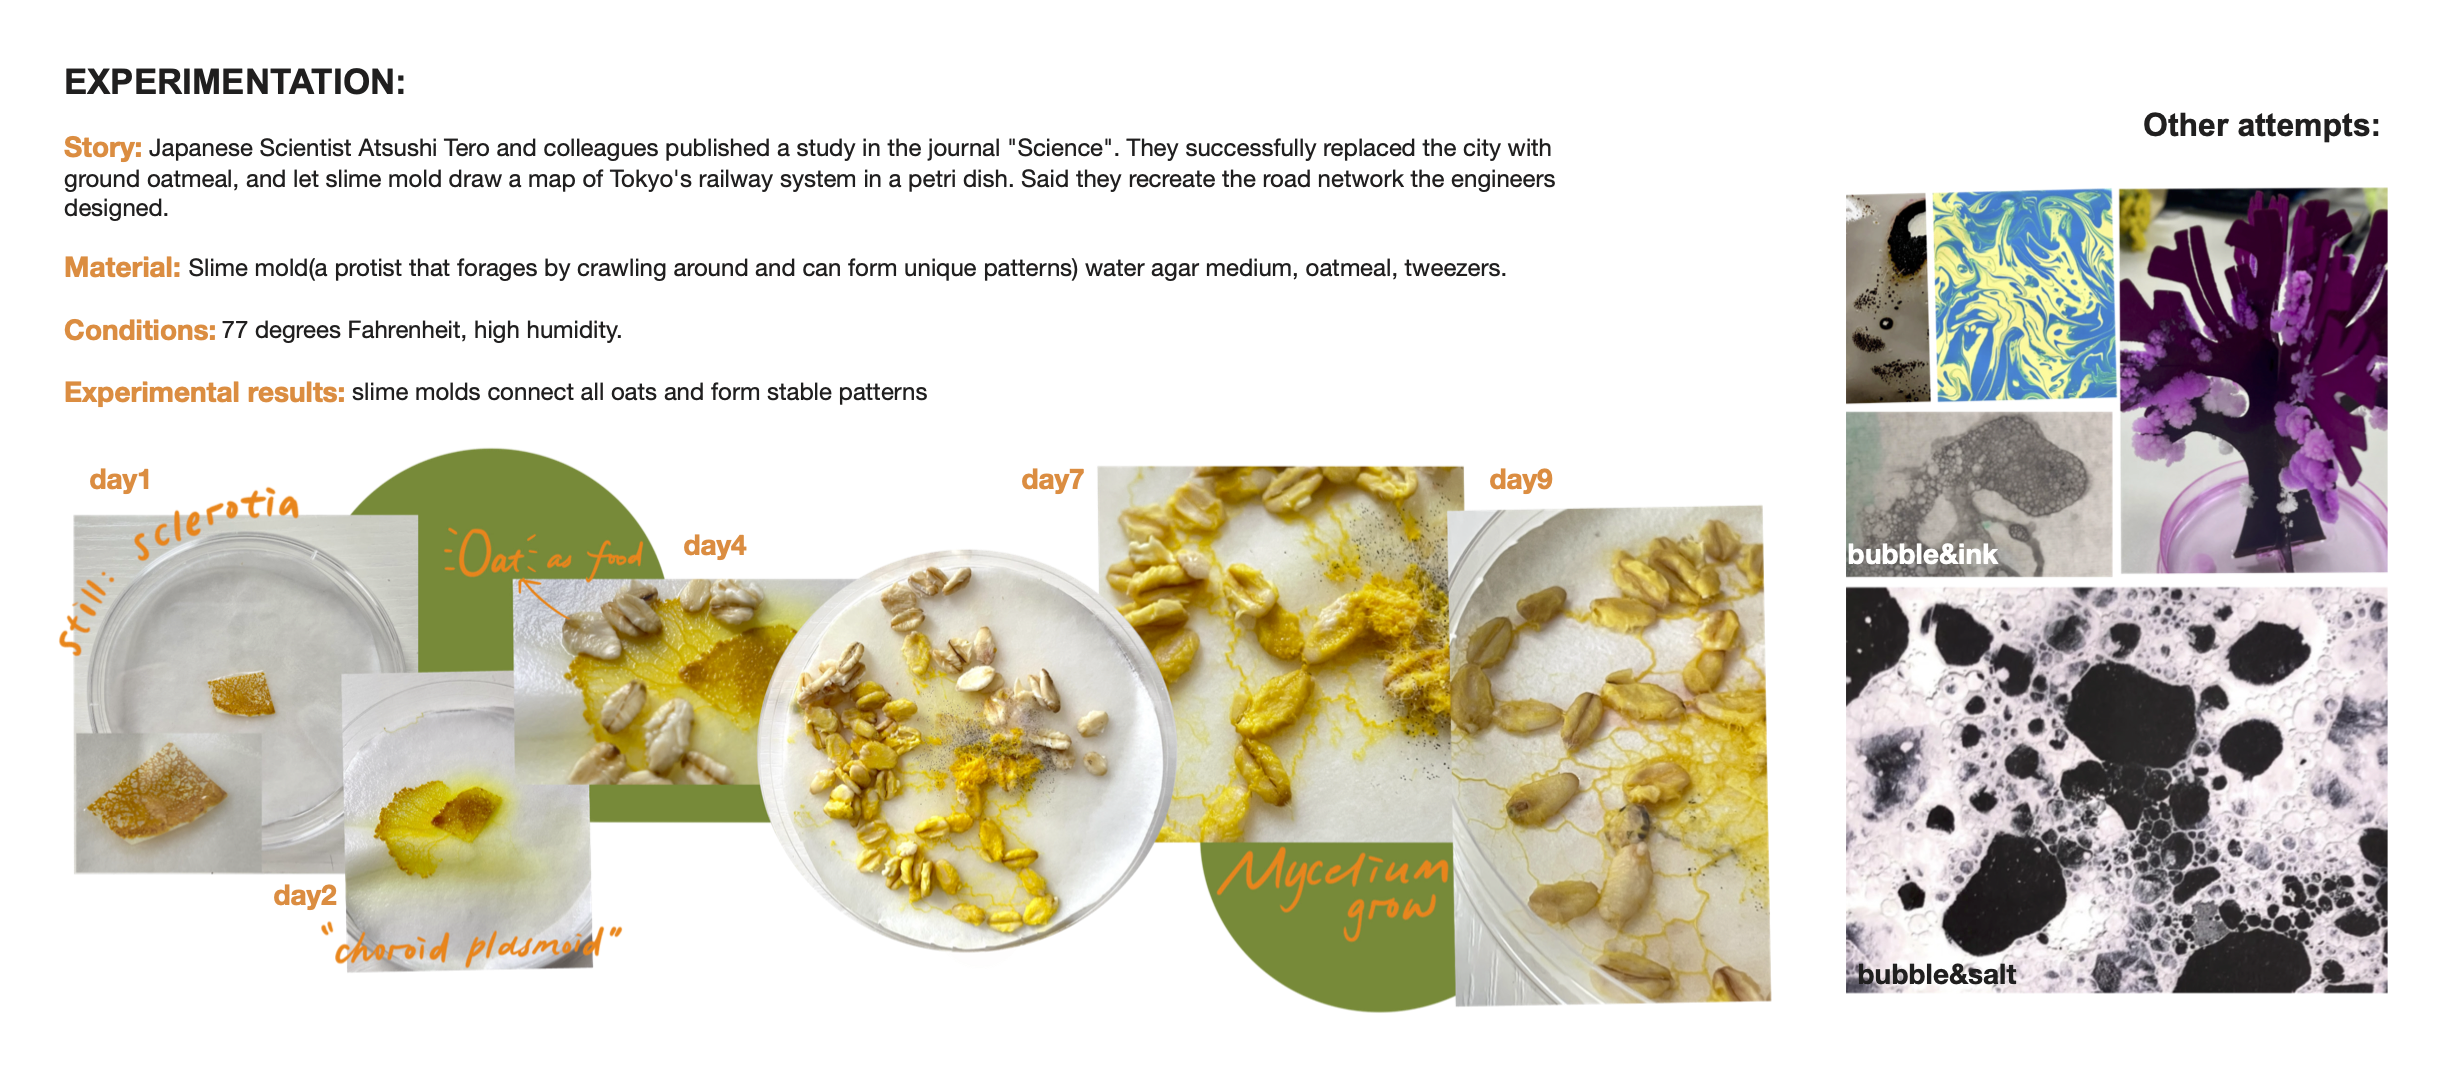 EXPERIMENTATION:
Story: Japanese Scientist Atsushi Tero and colleagues published a study in the journal "Science". They successfully replaced the city with
ground oatmeal, and let slime mold draw a map of Tokyo's railway system in a petri dish. Said they recreate the road network the engineers
designed.
Material: Slime mold(a protist that forages by crawling around and can form unique patterns) water agar medium, oatmeal, tweezers.
Conditions: 77 degrees Fahrenheit, high humidity.
Experimental results: slime molds connect all oats and form stable patterns
day1
still: sclerotia
day2
"choroid plasmoid"
Oat as food
day4
day7
Mycelium
grow
day9
Other attempts:
bubble&ink
bubble&salt